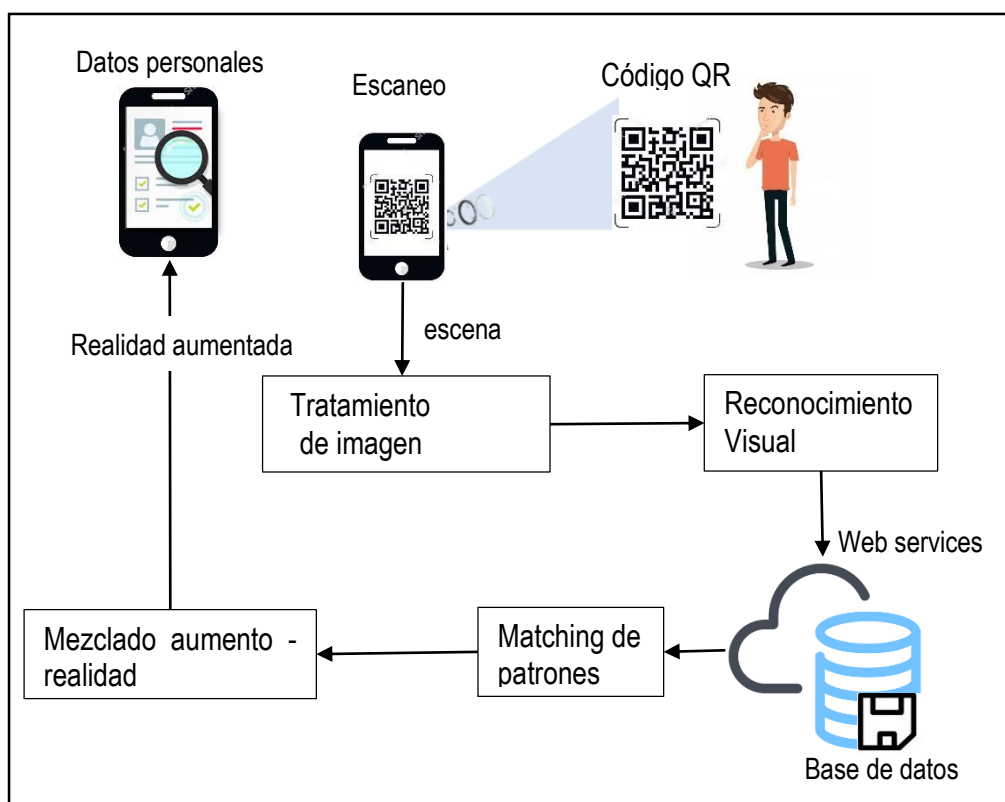 Datos personales
Escaneo
Código QR
Realidad aumentada
escena
Tratamiento
de imagen
Reconocimiento
Visual
Web services
Mezclado aumento -
realidad
Matching de
patrones
Base de datos